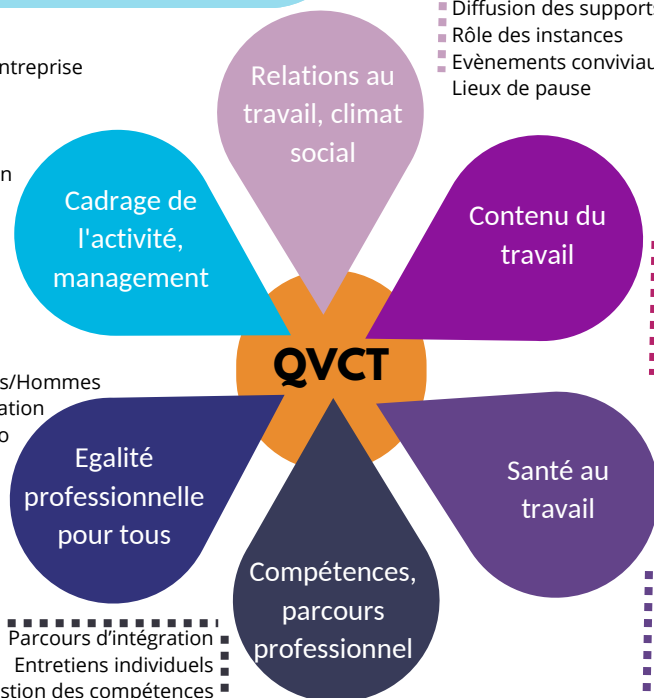 Diffusion des supports
Rôle des instances
Evènements conviviau
Lieux de pause
ntreprise
n
Relations au
travail, climat
social
Cadrage de
l'activité,
management
Contenu du
travail
QVCT
s/Hommes
ation
o
Egalité
professionnelle
pour tous
Santé au
travail
Compétences,
parcours
professionnel
Parcours d’intégration
Entretiens individuels
stion des compétences